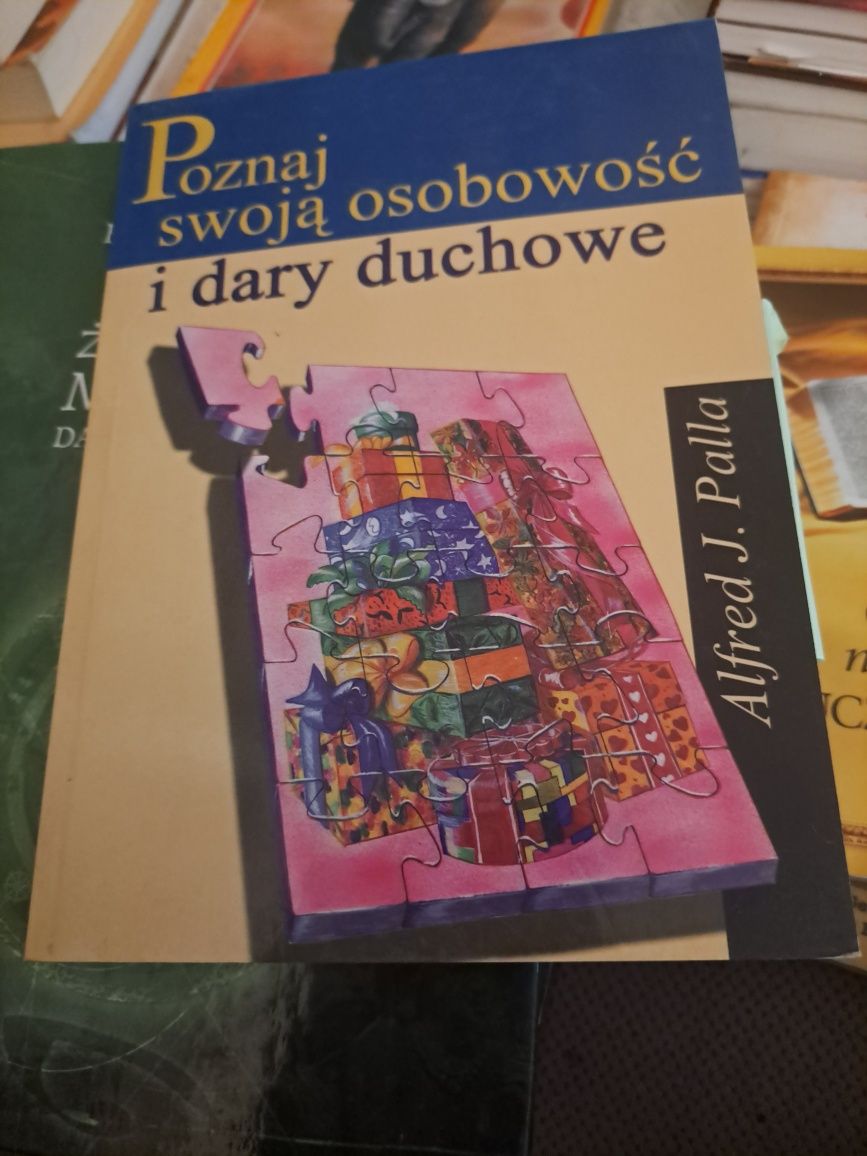 Poznaj
swoją osobowość
i dary duchowe
Alfred J. Palla